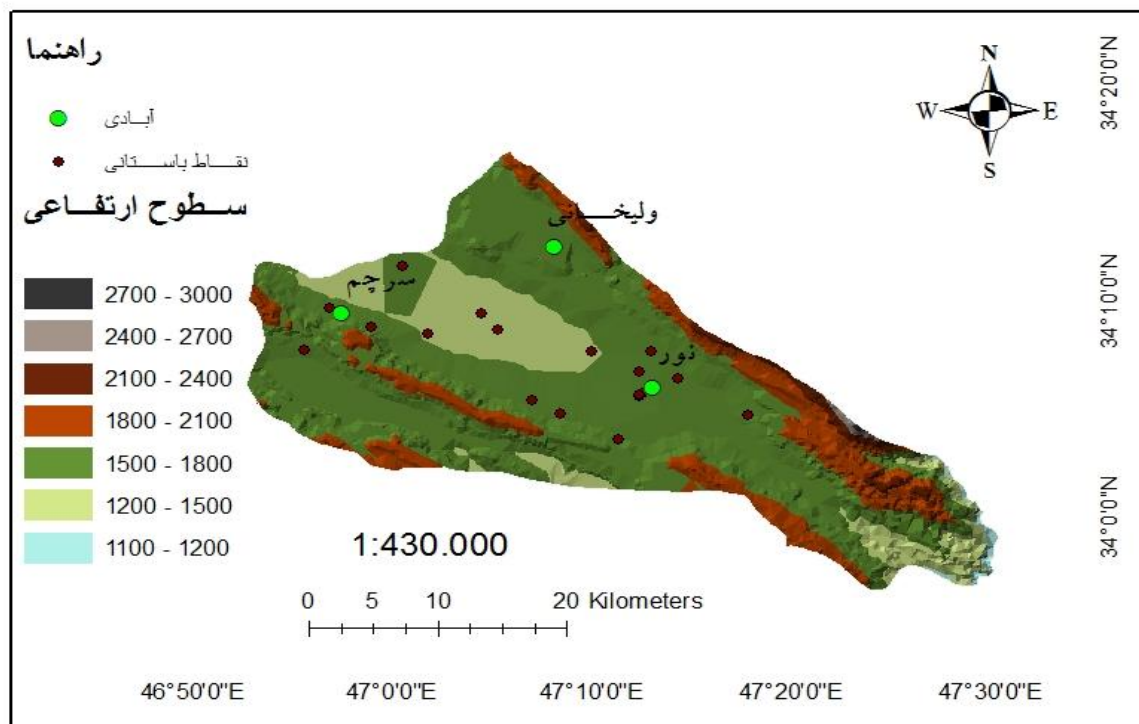 راهنما
آبادی
نقاط باستانی
سطوح ارتفاعی
2700 - 3000
2400 - 2700
2100 - 2400
1800 - 2100
1500 - 1800
1200 - 1500
1100 - 1200
N
W E
S
ولیخانی
سرچم
نور
1:430.000
0 5 10 20 Kilometers
46°50'0"E 47°0'0"E 47°10'0"E 47°20'0"E 47°30'0"E
34°20'0"N
34°10'0"N
34°0'0"N